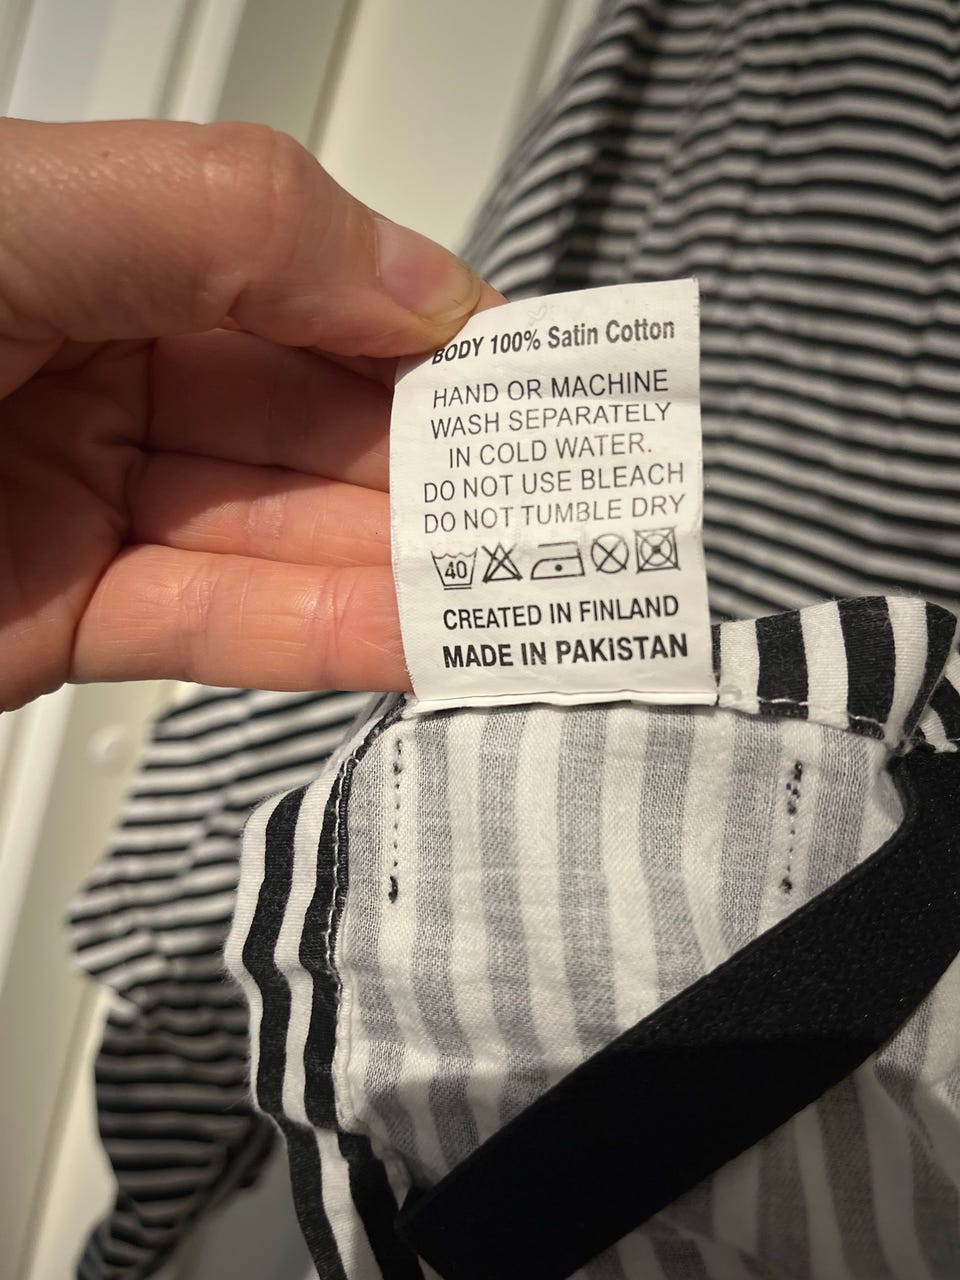 BODY 100% Satin Cotton
HAND OR MACHINE
WASH SEPARATELY
IN COLD WATER.
DO NOT USE BLEACH
DO NOT TUMBLE DRY
40
CREATED IN FINLAND
MADE IN PAKISTAN